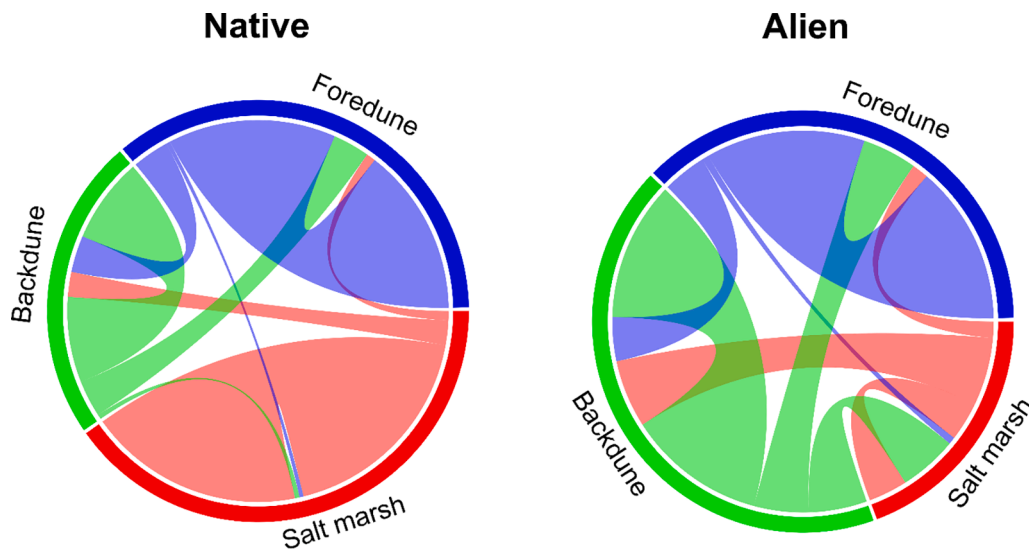 Native
Foredune
Backdune
Salt marsh
Alien
Foredune
Backdune
Salt marsh